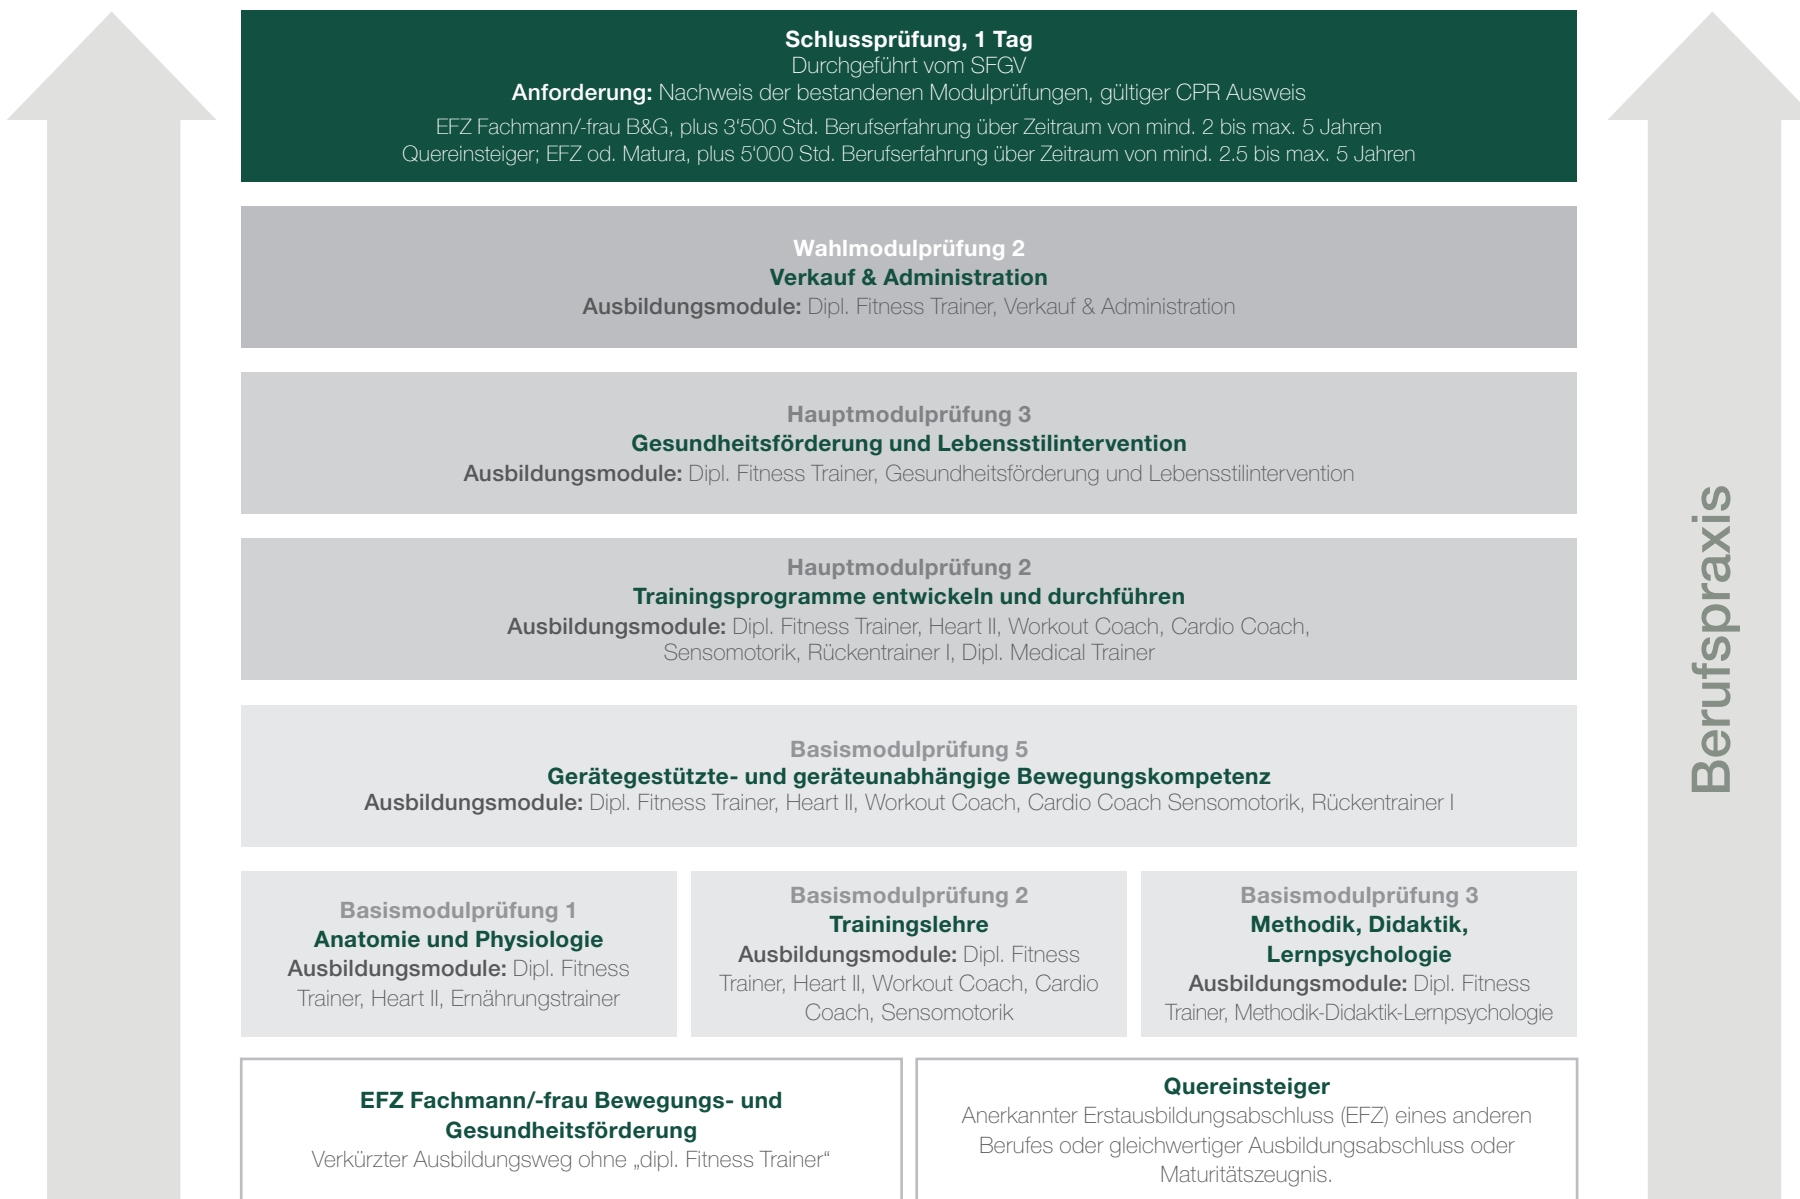 Schlussprüfung, 1 Tag
Durchgeführt vom SFGV
Anforderung: Nachweis der bestandenen Modulprüfungen, gültiger CPR Ausweis
EFZ Fachmann/-frau B&G, plus 3‘500 Std. Berufserfahrung über Zeitraum von mind. 2 bis max. 5 Jahren
Quereinsteiger; EFZ od. Matura, plus 5‘000 Std. Berufserfahrung über Zeitraum von mind. 2.5 bis max. 5 Jahren
Wahlmodulprüfung 2
Verkauf & Administration
Ausbildungsmodule: Dipl. Fitness Trainer, Verkauf & Administration
Hauptmodulprüfung 3
Gesundheitsförderung und Lebensstilintervention
Ausbildungsmodule: Dipl. Fitness Trainer, Gesundheitsförderung und Lebensstilintervention
Hauptmodulprüfung 2
Trainingsprogramme entwickeln und durchführen
Ausbildungsmodule: Dipl. Fitness Trainer, Heart II, Workout Coach, Cardio Coach,
Sensomotorik, Rückentrainer I, Dipl. Medical Trainer
Basismodulprüfung 5
Gerätegestützte- und geräteunabhängige Bewegungskompetenz
Ausbildungsmodule: Dipl. Fitness Trainer, Heart II, Workout Coach, Cardio Coach Sensomotorik, Rückentrainer I
Basismodulprüfung 1
Anatomie und Physiologie
Ausbildungsmodule: Dipl. Fitness
Trainer, Heart II, Ernährungstrainer
Basismodulprüfung 2
Trainingslehre
Ausbildungsmodule: Dipl. Fitness
Trainer, Heart II, Workout Coach, Cardio
Coach, Sensomotorik
Basismodulprüfung 3
Methodik, Didaktik,
Lernpsychologie
Ausbildungsmodule: Dipl. Fitness
Trainer, Methodik-Didaktik-Lernpsychologie
EFZ Fachmann/-frau Bewegungs- und
Gesundheitsförderung
Verkürzter Ausbildungsweg ohne „dipl. Fitness Trainer“
Quereinsteiger
Anerkannter Erstausbildungsabschluss (EFZ) eines anderen
Berufes oder gleichwertiger Ausbildungsabschluss oder
Maturitätszeugnis.
Berufspraxis